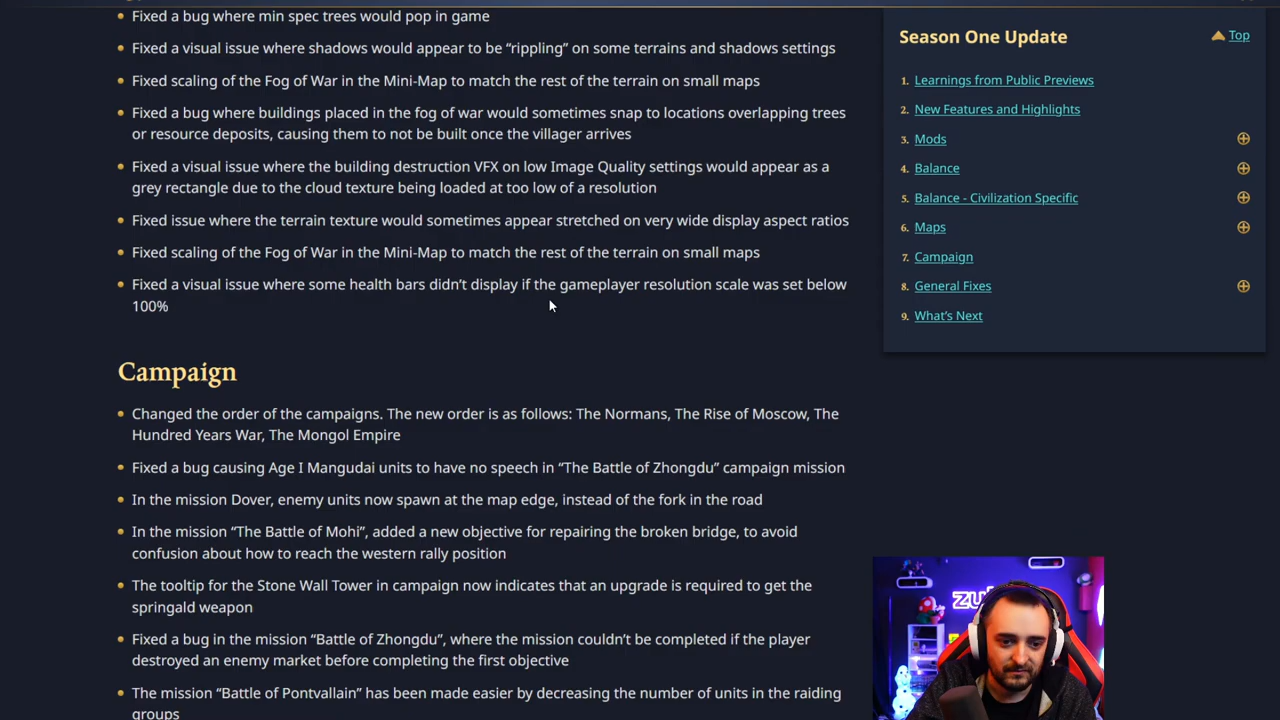 Fixed a bug where min spec trees would pop in game
Fixed a visual issue where shadows would appear to be “rippling” on some terrains and shadows settings
Fixed scaling of the Fog of War in the Mini-Map to match the rest of the terrain on small maps
Fixed a bug where buildings placed in the fog of war would sometimes snap to locations overlapping trees
or resource deposits, causing them to not be built once the villager arrives
Fixed a visual issue where the building destruction VFX on low Image Quality settings would appear as a
grey rectangle due to the cloud texture being loaded at too low of a resolution
Fixed issue where the terrain texture would sometimes appear stretched on very wide display aspect ratios
Fixed scaling of the Fog of War in the Mini-Map to match the rest of the terrain on small maps
Fixed a visual issue where some health bars didn’t display if the gameplayer resolution scale was set below
100%
Campaign
Changed the order of the campaigns. The new order is as follows: The Normans, The Rise of Moscow, The
Hundred Years War, The Mongol Empire
Fixed a bug causing Age I Mangudai units to have no speech in “The Battle of Zhongdu” campaign mission
In the mission Dover, enemy units now spawn at the map edge, instead of the fork in the road
In the mission “The Battle of Mohi”, added a new objective for repairing the broken bridge, to avoid
confusion about how to reach the western rally position
The tooltip for the Stone Wall Tower in campaign now indicates that an upgrade is required to get the
springald weapon
Fixed a bug in the mission “Battle of Zhongdu”, where the mission couldn’t be completed if the player
destroyed an enemy market before completing the first objective
The mission “Battle of Pontvallain” has been made easier by decreasing the number of units in the raiding
groups
Season One Update
Top
1. Learnings from Public Previews
2. New Features and Highlights
3. Mods
4. Balance
5. Balance - Civilization Specific
6. Maps
7. Campaign
8. General Fixes
9. What’s Next